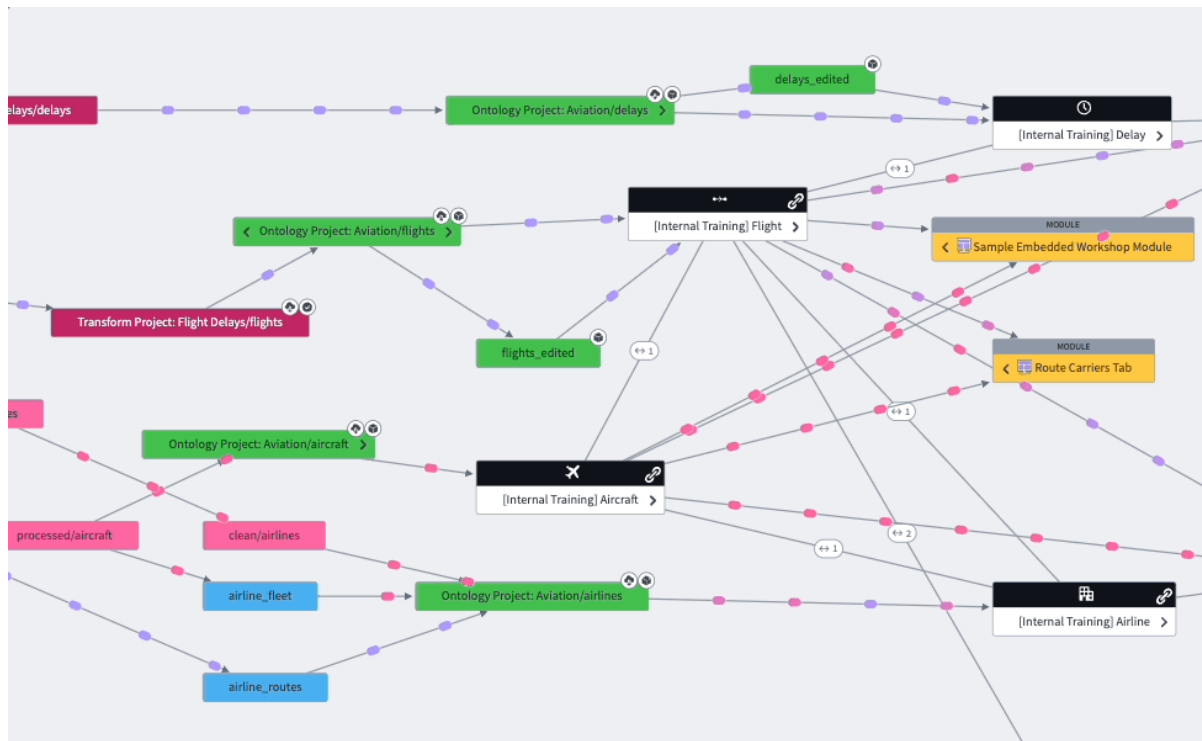 delays_edited
elays/delays
Ontology Project: Aviation/delays
[Internal Training] Delay
1
[Internal Training] Flight
Ontology Project: Aviation/flights
MODULE
Sample Embedded Workshop Module
Transform Project: Flight Delays/flights
flights_edited
1
MODULE
Route Carriers Tab
es
1
Ontology Project: Aviation/aircraft
[Internal Training] Aircraft
processed/aircraft
clean/airlines
2
1
airline_fleet
Ontology Project: Aviation/airlines
[Internal Training] Airline
airline_routes